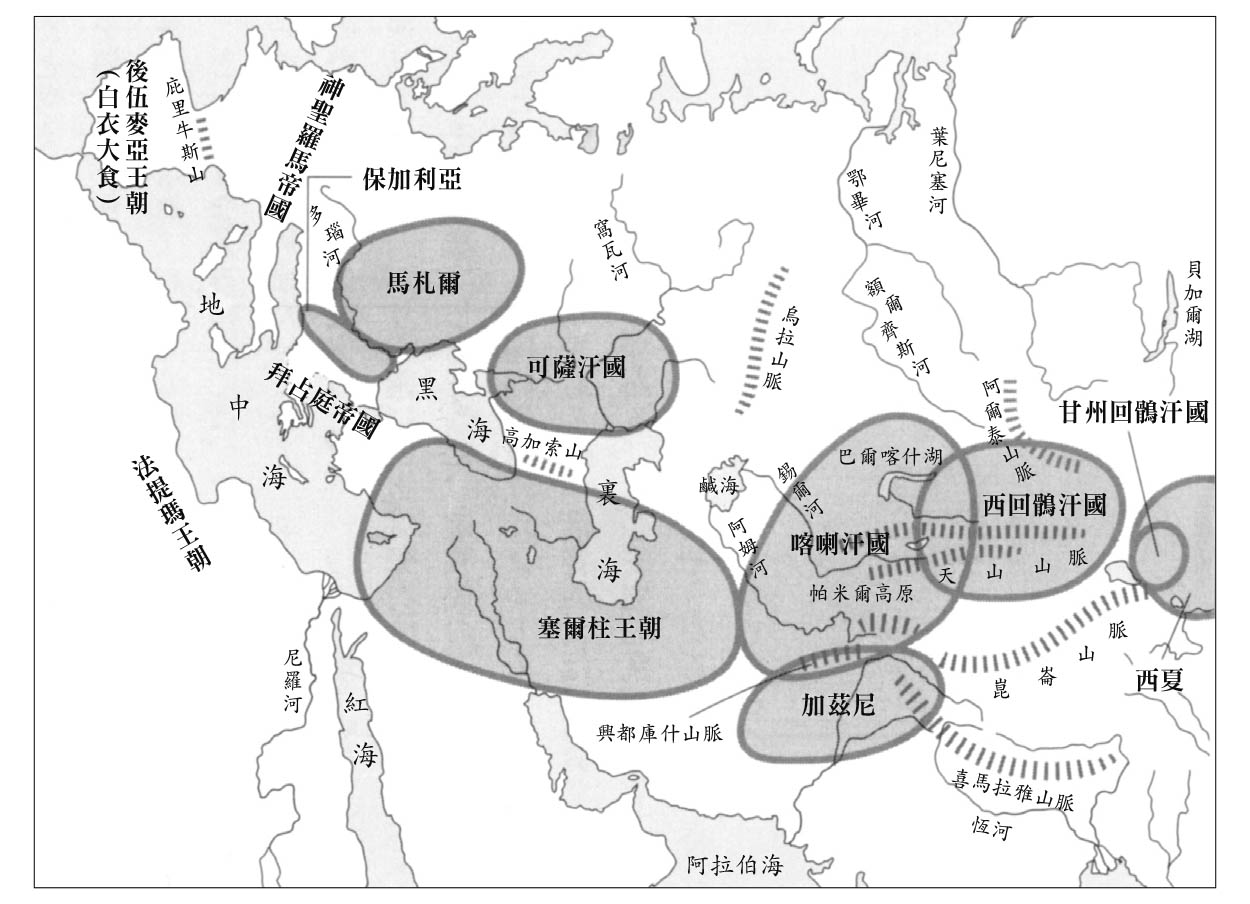 後伍麥亞王朝
(白衣大食)
庇里牛斯山
神聖羅馬帝國
保加利亞
多瑙河
馬札爾
窩瓦河
鄂畢河
葉尼塞河
額爾齊斯河
貝加爾湖
烏拉山脈
可薩汗國
地中海
拜占庭帝國
黑海
高加索山
裏海
鹹海
錫爾河
阿姆河
巴爾喀什湖
阿爾泰山脈
甘州回鶻汗國
西回鶻汗國
喀喇汗國
天山山脈
帕米爾高原
法提瑪王朝
塞爾柱王朝
崑崙山脈
西夏
尼羅河
紅海
興都庫什山脈
加茲尼
喜馬拉雅山脈
恆河
阿拉伯海